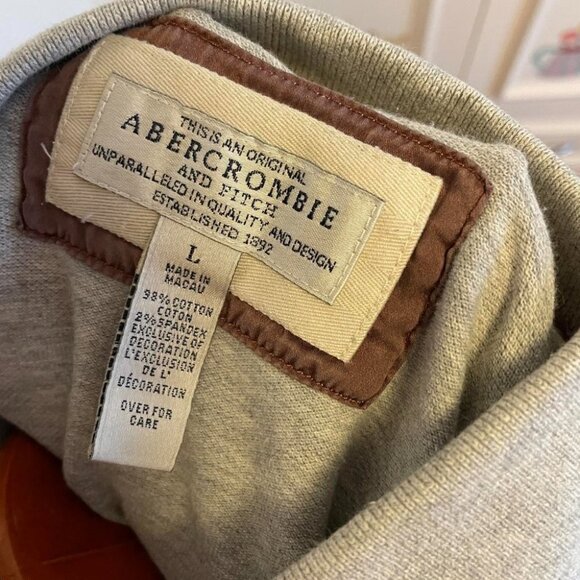 THIS IS AN ORIGINAL
ABERCROMBIE
AND FITCH
UNPARALLELED IN QUALITY AND DESIGN
ESTABLISHED 1892
L
MADE IN
MACAU
98% COTTON
COTON
2% SPANDEX
EXCLUSIVE OF
DECORATION
L'EXCLUSION
DE L'
DÉCORATION
OVER FOR
CARE